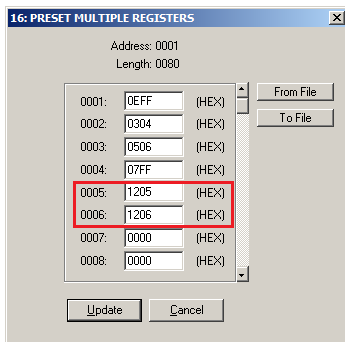 16: PRESET MULTIPLE REGISTERS
Address: 0001
Length: 0080
0001: 0EFF (HEX) From File
0002: 0304 (HEX) To File
0003: 0506 (HEX)
0004: 07FF (HEX)
0005: 1205 (HEX)
0006: 1206 (HEX)
0007: 0000 (HEX)
0008: 0000 (HEX)
Update Cancel